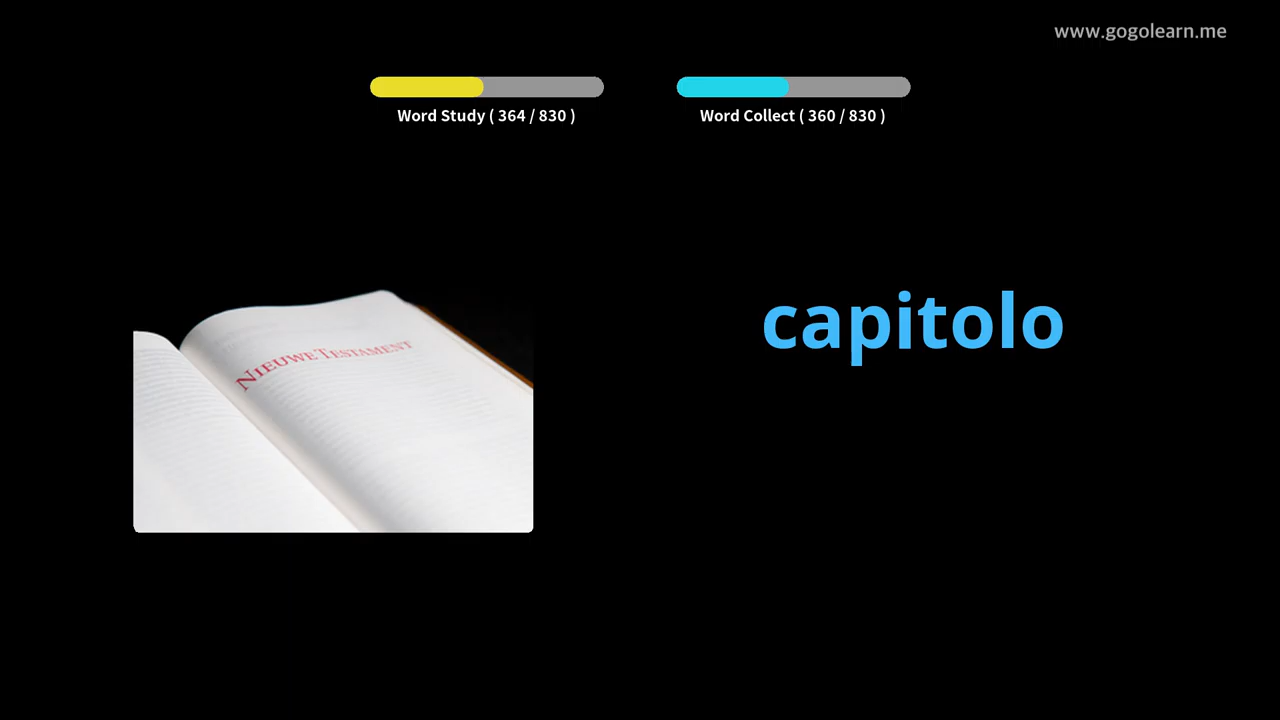 www.gogolearn.me
Word Study ( 364 / 830 )
Word Collect ( 360 / 830 )
NIEUWE TESTAMENT
capitolo